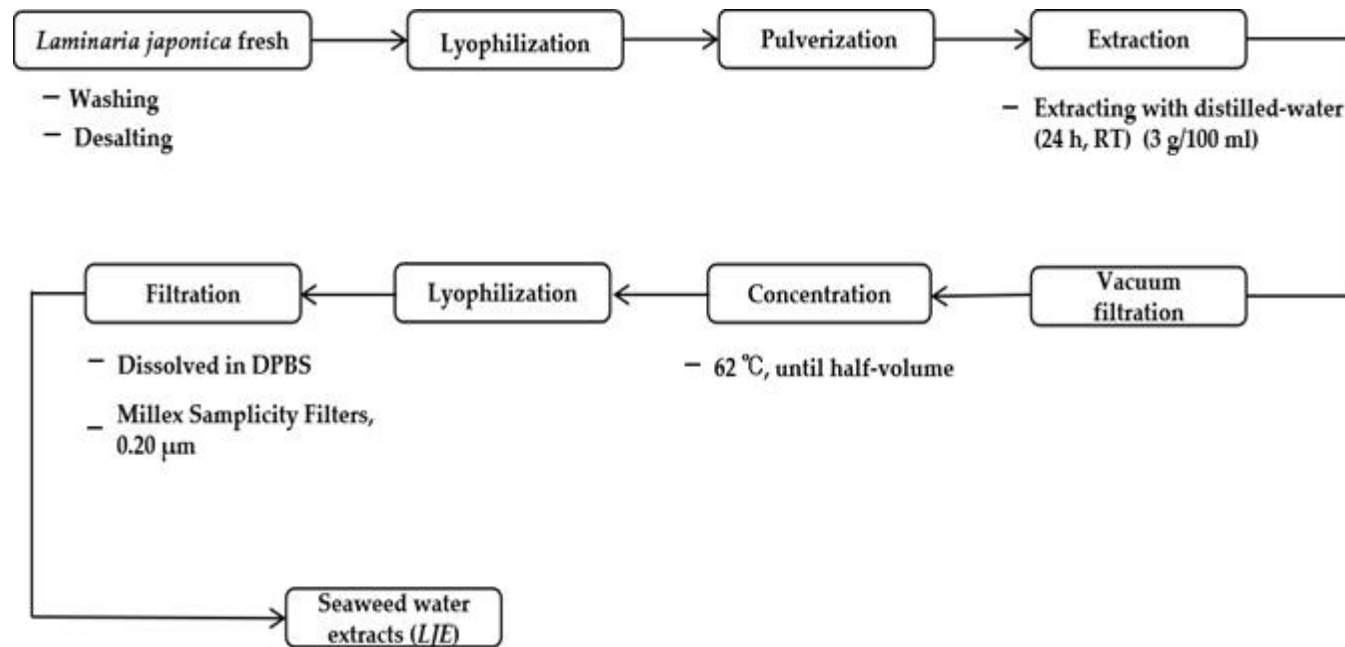 Laminaria japonica fresh
Lyophilization
Pulverization
Extraction
– Washing
– Desalting
– Extracting with distilled-water
(24 h, RT) (3 g/100 ml)
Filtration
Lyophilization
Concentration
Vacuum
filtration
– Dissolved in DPBS
– Millex Samplicity Filters,
0.20 μm
– 62 ℃, until half-volume
Seaweed water
extracts (LJE)